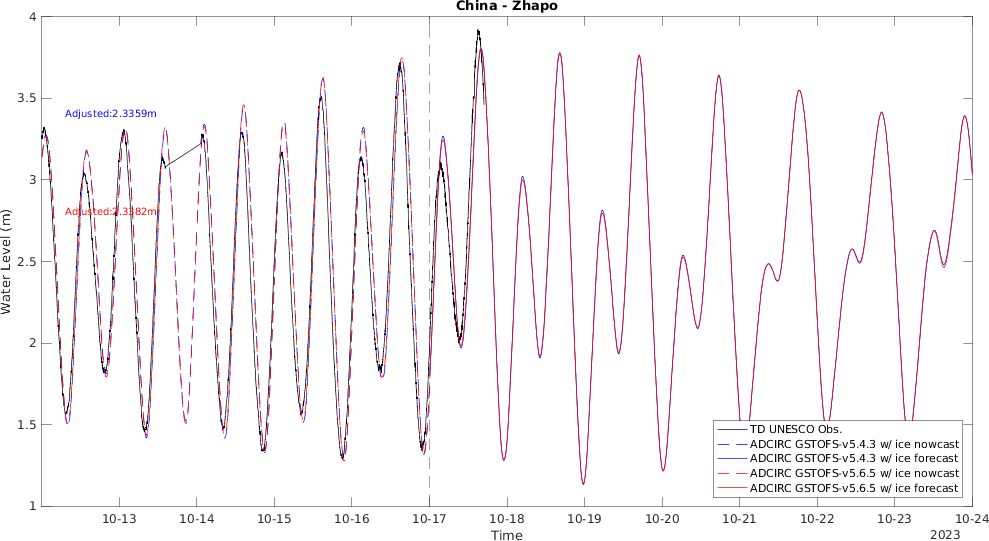 China - Zhapo
4
3.5
3
2.5
2
1.5
1
Water Level (m)
Adjusted:2.3359m
Adjusted:2.3382m
TD UNESCO Obs.
ADCIRC GSTOFS-v5.4.3 w/ ice nowcast
ADCIRC GSTOFS-v5.4.3 w/ ice forecast
ADCIRC GSTOFS-v5.6.5 w/ ice nowcast
ADCIRC GSTOFS-v5.6.5 w/ ice forecast
10-13 10-14 10-15 10-16 10-17 10-18 10-19 10-20 10-21 10-22 10-23 10-24
Time
2023